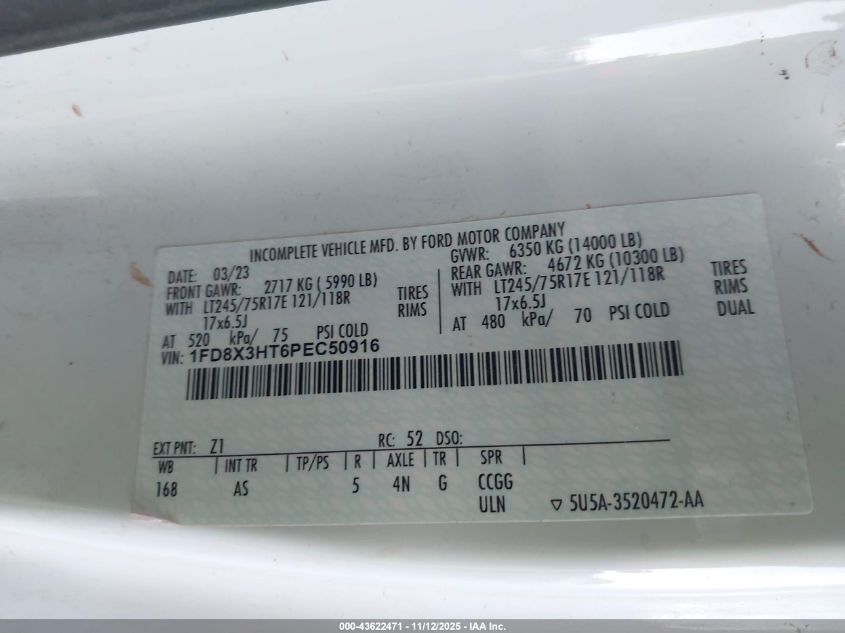 INCOMPLETE VEHICLE MFD. BY FORD MOTOR COMPANY
DATE: 03/23
FRONT GAWR: 2717 KG ( 5990 LB)
WITH LT245/75R17E 121/118R TIRES
17x6.5J RIMS
AT 520 kPa/ 75 PSI COLD
GVWR: 6350 KG (14000 LB)
REAR GAWR: 4672 KG (10300 LB)
WITH LT245/75R17E 121/118R TIRES
17x6.5J RIMS
AT 480 kPa/ 70 PSI COLD DUAL
VIN: 1FD8X3HT6PEC50916
EXT PNT: Z1 RC: 52 DSO:
WB INT TR TP/PS R AXLE TR SPR
168 AS 5 4N G CCGG
ULN ▽ 5U5A-3520472-AA
000-43622471 - 11/12/2025 - IAA Inc.